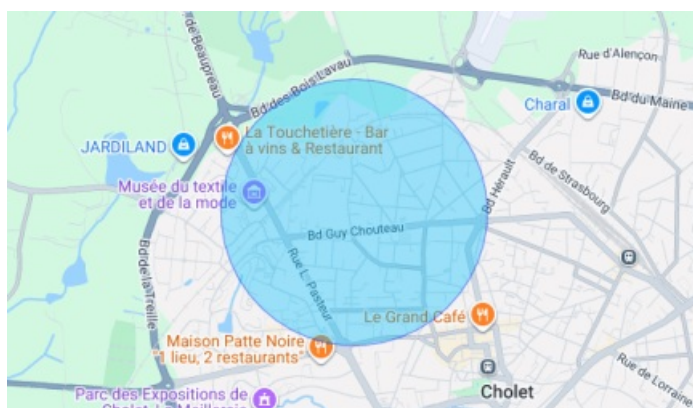 de Beaupreau
Bd des Bois Lavau
Rue d'Alençon
Charal
Bd du Maine
JARDILAND
La Touchetière - Bar
à vins & Restaurant
Bd de Strasbourg
Bd Hérault
Musée du textile
et de la mode
Bd Guy Chouteau
Bd de la Treille
Rue L. Pasteur
Le Grand Café
Maison Patte Noire
"1 lieu, 2 restaurants"
Rue de Lorraine
Parc des Expositions de
Cholet